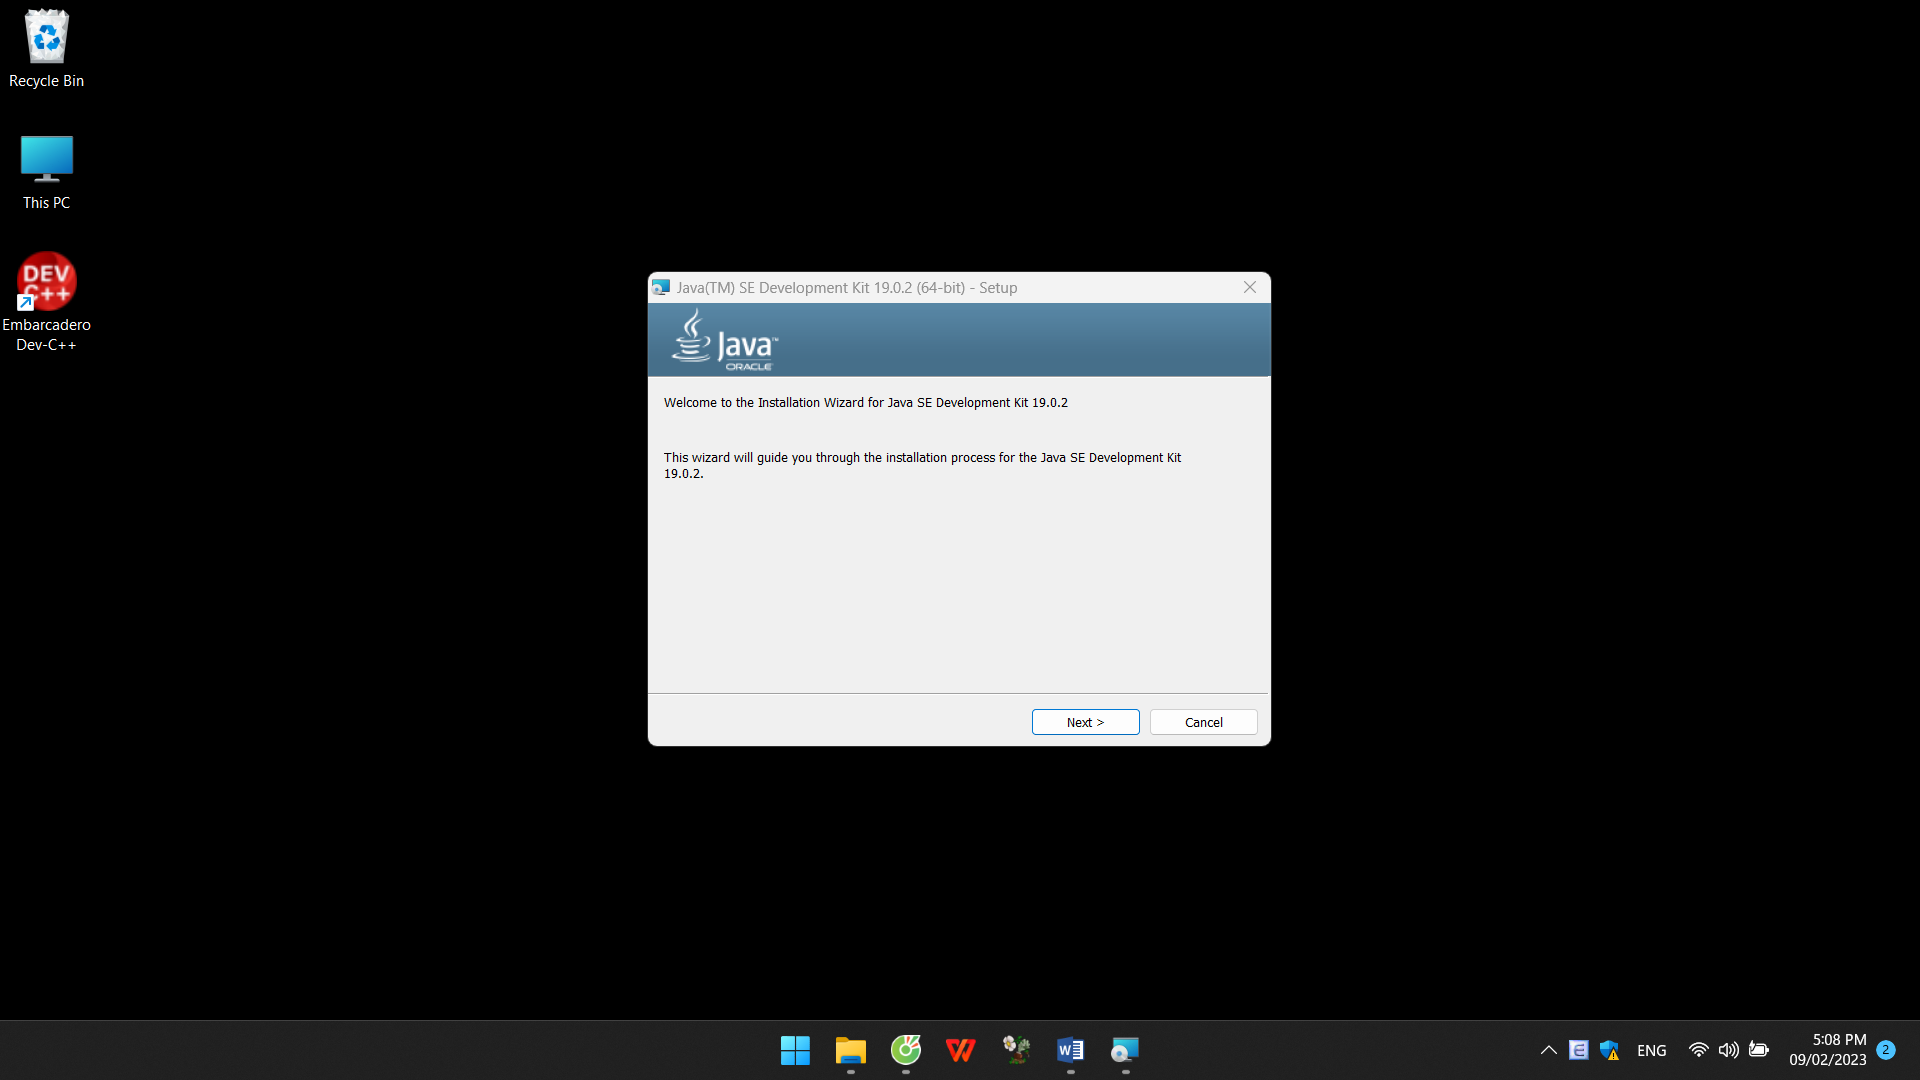 Recycle Bin
This PC
DEV
C++
Embarcadero
Dev-C++
Java(TM) SE Development Kit 19.0.2 (64-bit) - Setup
Java™
ORACLE
Welcome to the Installation Wizard for Java SE Development Kit 19.0.2
This wizard will guide you through the installation process for the Java SE Development Kit
19.0.2.
Next >
Cancel
W
E
ENG
5:08 PM
09/02/2023
2